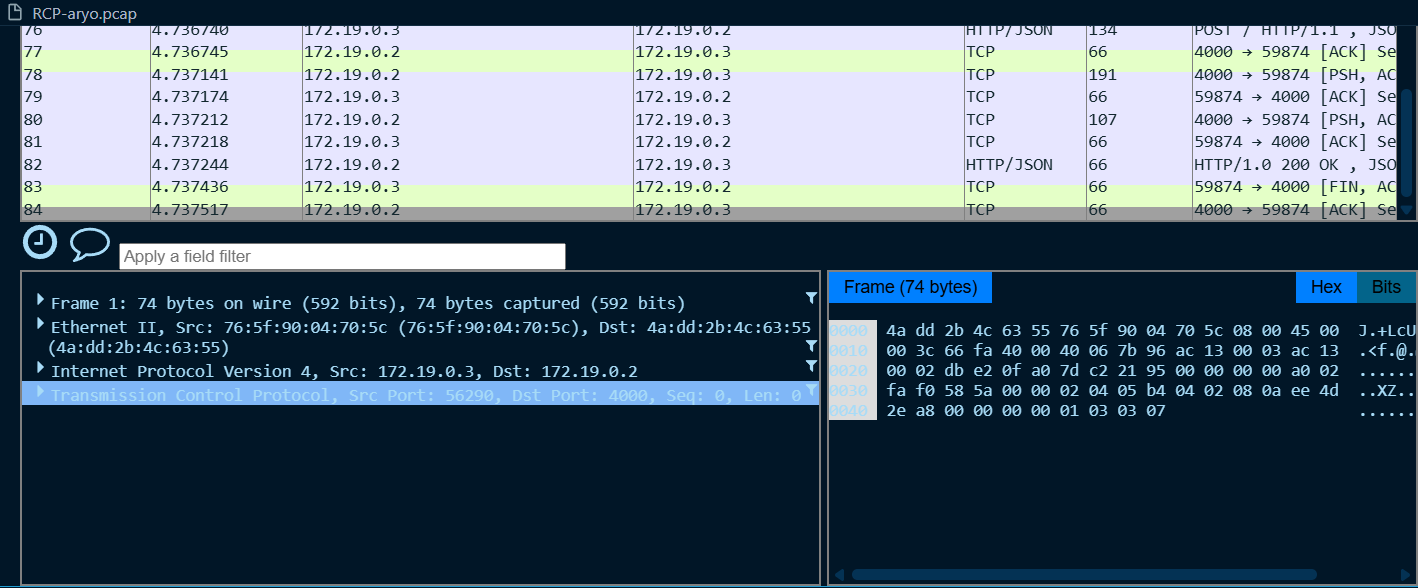 RCP-aryo.pcap
76 4.736740 172.19.0.3 172.19.0.2 HTTP/JSON 134 POST / HTTP/1.1 , JSO
77 4.736745 172.19.0.2 172.19.0.3 TCP 66 4000 → 59874 [ACK] Se
78 4.737141 172.19.0.2 172.19.0.3 TCP 191 4000 → 59874 [PSH, AC
79 4.737174 172.19.0.3 172.19.0.2 TCP 66 59874 → 4000 [ACK] Se
80 4.737212 172.19.0.2 172.19.0.3 TCP 107 4000 → 59874 [PSH, AC
81 4.737218 172.19.0.3 172.19.0.2 TCP 66 59874 → 4000 [ACK] Se
82 4.737244 172.19.0.2 172.19.0.3 HTTP/JSON 66 HTTP/1.0 200 OK , JSO
83 4.737436 172.19.0.3 172.19.0.2 TCP 66 59874 → 4000 [FIN, AC
84 4.737517 172.19.0.2 172.19.0.3 TCP 66 4000 → 59874 [ACK] Se
Apply a field filter
Frame 1: 74 bytes on wire (592 bits), 74 bytes captured (592 bits)
Ethernet II, Src: 76:5f:90:04:70:5c (76:5f:90:04:70:5c), Dst: 4a:dd:2b:4c:63:55
(4a:dd:2b:4c:63:55)
Internet Protocol Version 4, Src: 172.19.0.3, Dst: 172.19.0.2
Transmission Control Protocol, Src Port: 56290, Dst Port: 4000, Seq: 0, Len: 0
Frame (74 bytes) Hex Bits
0000 4a dd 2b 4c 63 55 76 5f 90 04 70 5c 08 00 45 00 J.+LcU
0010 00 3c 66 fa 40 00 40 06 7b 96 ac 13 00 03 ac 13 .<f.@.
0020 00 02 db e2 0f a0 7d c2 21 95 00 00 00 00 a0 02 ......
0030 fa f0 58 5a 00 00 02 04 05 b4 04 02 08 0a ee 4d ..XZ..
0040 2e a8 00 00 00 00 01 03 03 07 ......